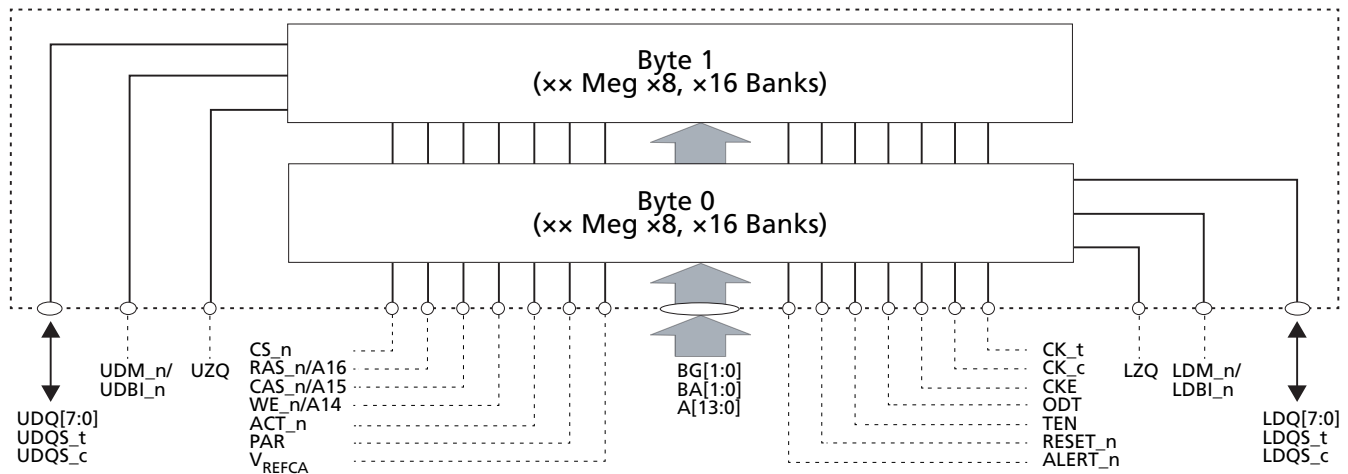 Byte 1
(×× Meg ×8, ×16 Banks)
Byte 0
(×× Meg ×8, ×16 Banks)
UDQ[7:0]
UDQS_t
UDQS_c
UDM_n/
UDBI_n
UZQ
CS_n
RAS_n/A16
CAS_n/A15
WE_n/A14
ACT_n
PAR
VREFCA
BG[1:0]
BA[1:0]
A[13:0]
CK_t
CK_c
CKE
ODT
TEN
RESET_n
ALERT_n
LZQ
LDM_n/
LDBI_n
LDQ[7:0]
LDQS_t
LDQS_c